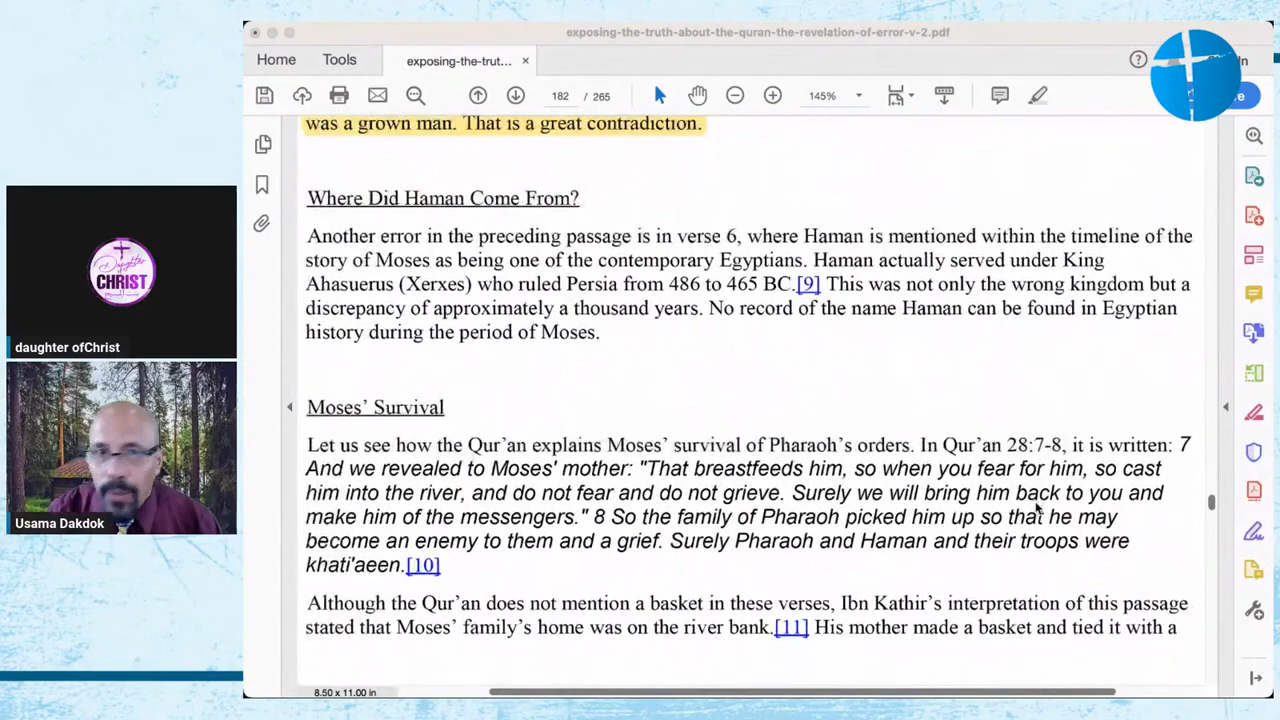 exposing-the-truth-about-the-quran-the-revelation-of-error-v-2.pdf
Home Tools exposing-the-trut... × In
182 / 265 145% e
was a grown man. That is a great contradiction.
Where Did Haman Come From?
Another error in the preceding passage is in verse 6, where Haman is mentioned within the timeline of the
story of Moses as being one of the contemporary Egyptians. Haman actually served under King
Ahasuerus (Xerxes) who ruled Persia from 486 to 465 BC.[9] This was not only the wrong kingdom but a
discrepancy of approximately a thousand years. No record of the name Haman can be found in Egyptian
history during the period of Moses.
Moses’ Survival
Let us see how the Qur’an explains Moses’ survival of Pharaoh’s orders. In Qur’an 28:7-8, it is written: 7
And we revealed to Moses' mother: "That breastfeeds him, so when you fear for him, so cast
him into the river, and do not fear and do not grieve. Surely we will bring him back to you and
make him of the messengers." 8 So the family of Pharaoh picked him up so that he may
become an enemy to them and a grief. Surely Pharaoh and Haman and their troops were
khati'aeen.[10]
Although the Qur’an does not mention a basket in these verses, Ibn Kathir’s interpretation of this passage
stated that Moses’ family’s home was on the river bank.[11] His mother made a basket and tied it with a
8.50 x 11.00 in
Daughter
CHRIST
daughter ofChrist
Usama Dakdok